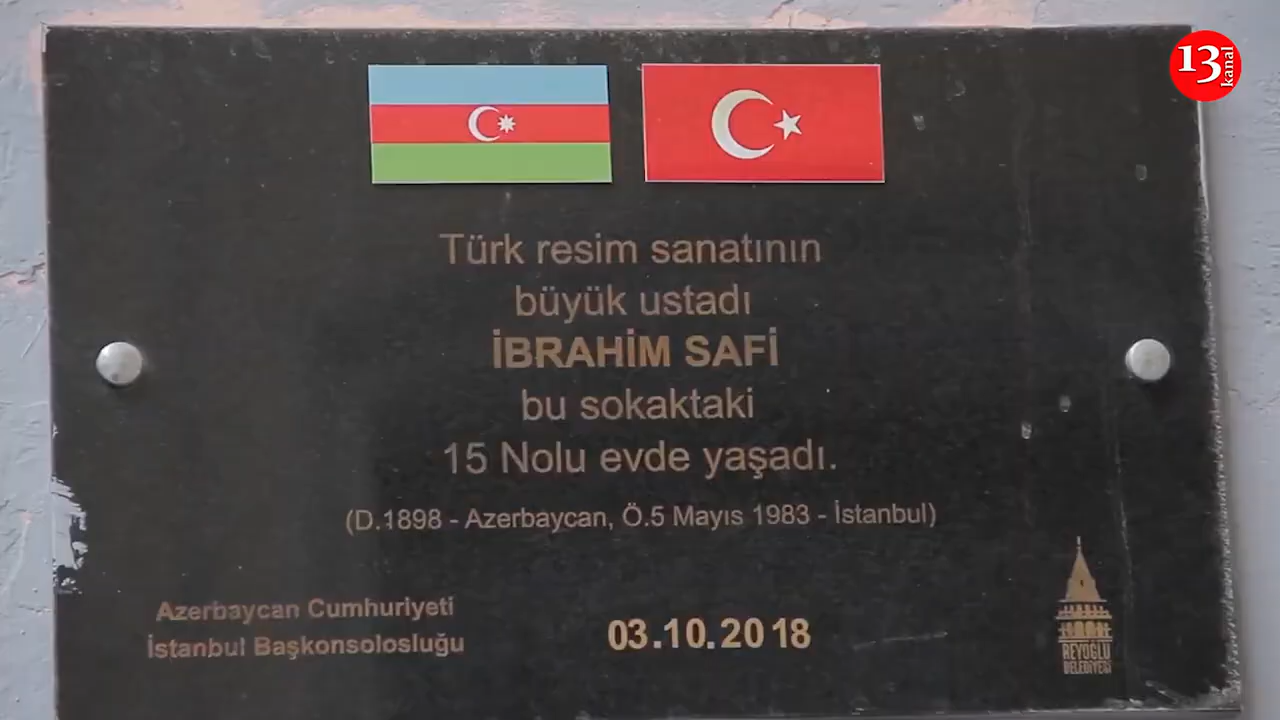 13
kanal
Türk resim sanatının
büyük ustadı
İBRAHİM SAFİ
bu sokaktaki
15 Nolu evde yaşadı.
(D.1898 - Azerbaycan, Ö.5 Mayıs 1983 - İstanbul)
Azerbaycan Cumhuriyeti
İstanbul Başkonsolosluğu
03.10.2018
BEYOĞLU
BELEDİYESİ